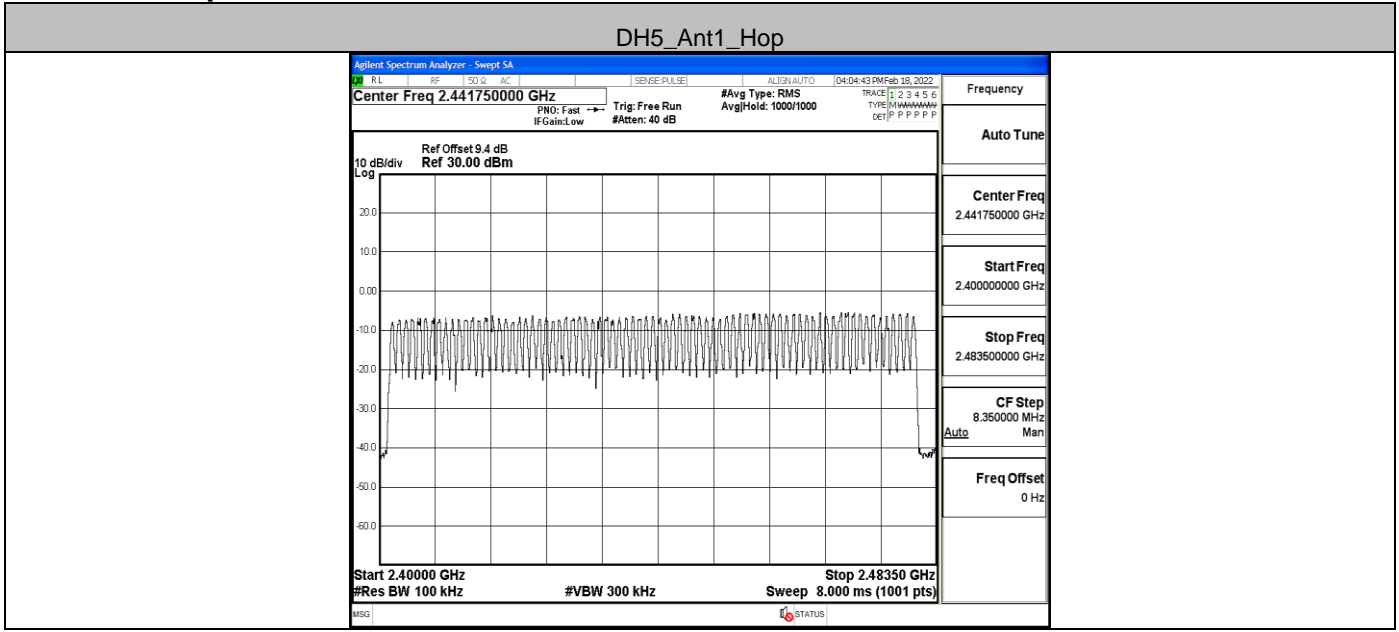 DH5_Ant1_Hop
Agilent Spectrum Analyzer - Swept SA
RL RF 50 Ω AC SENSE:PULSE ALIGN AUTO 04:04:43 PM Feb 18, 2022
Center Freq 2.441750000 GHz
PNO: Fast
IFGain:Low
Trig: Free Run
#Atten: 40 dB
#Avg Type: RMS
Avg|Hold: 1000/1000
TRACE 1 2 3 4 5 6
TYPE M
DET P P P P P P
Ref Offset 9.4 dB
10 dB/div Ref 30.00 dBm
Log
20.0
10.0
0.00
-10.0
-20.0
-30.0
-40.0
-50.0
-60.0
Start 2.40000 GHz Stop 2.48350 GHz
#Res BW 100 kHz #VBW 300 kHz Sweep 8.000 ms (1001 pts)
MSG STATUS
Frequency
Auto Tune
Center Freq
2.441750000 GHz
Start Freq
2.400000000 GHz
Stop Freq
2.483500000 GHz
CF Step
8.350000 MHz
Auto Man
Freq Offset
0 Hz